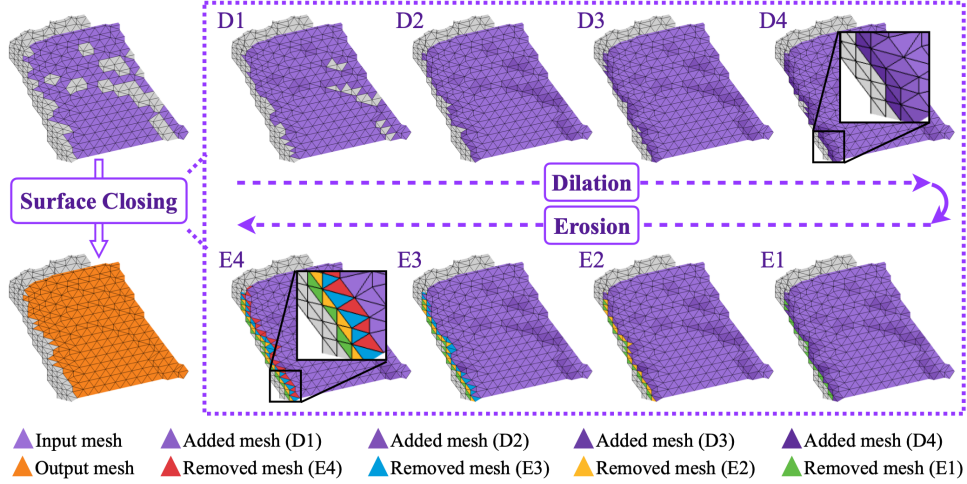 D1
D2
D3
D4
Surface Closing
Dilation
Erosion
E4
E3
E2
E1
Input mesh
Added mesh (D1)
Added mesh (D2)
Added mesh (D3)
Added mesh (D4)
Output mesh
Removed mesh (E4)
Removed mesh (E3)
Removed mesh (E2)
Removed mesh (E1)